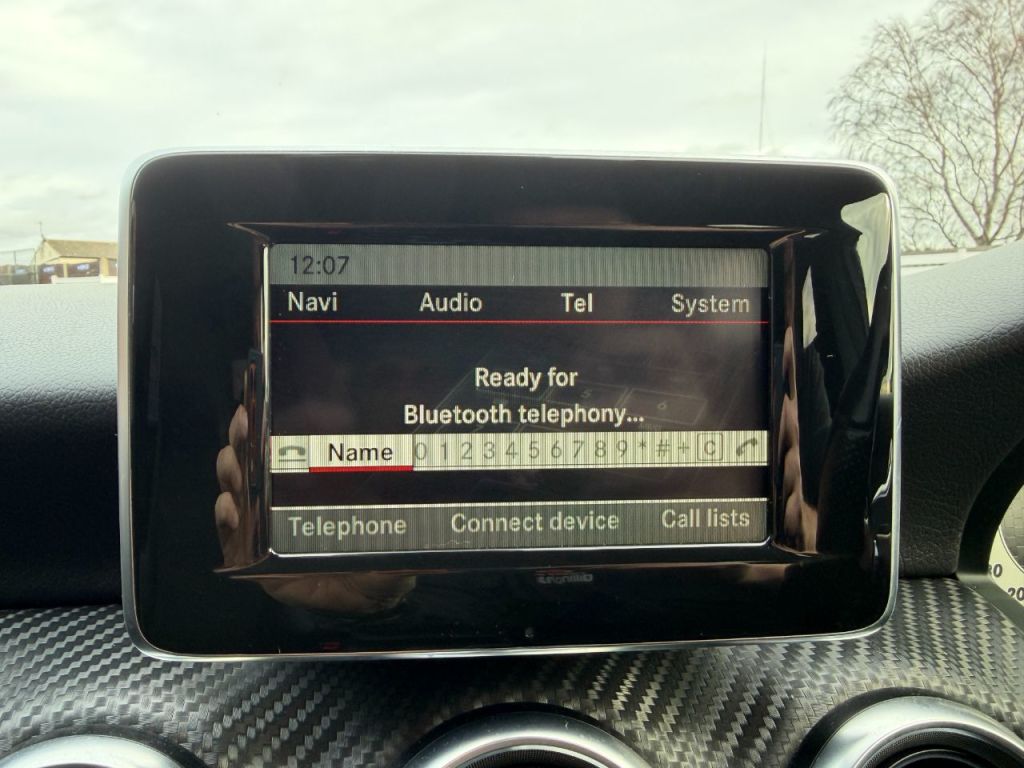 12:07
Navi Audio Tel System
Ready for
Bluetooth telephony...
Name 0 1 2 3 4 5 6 7 8 9 * # + C
Telephone Connect device Call lists
20